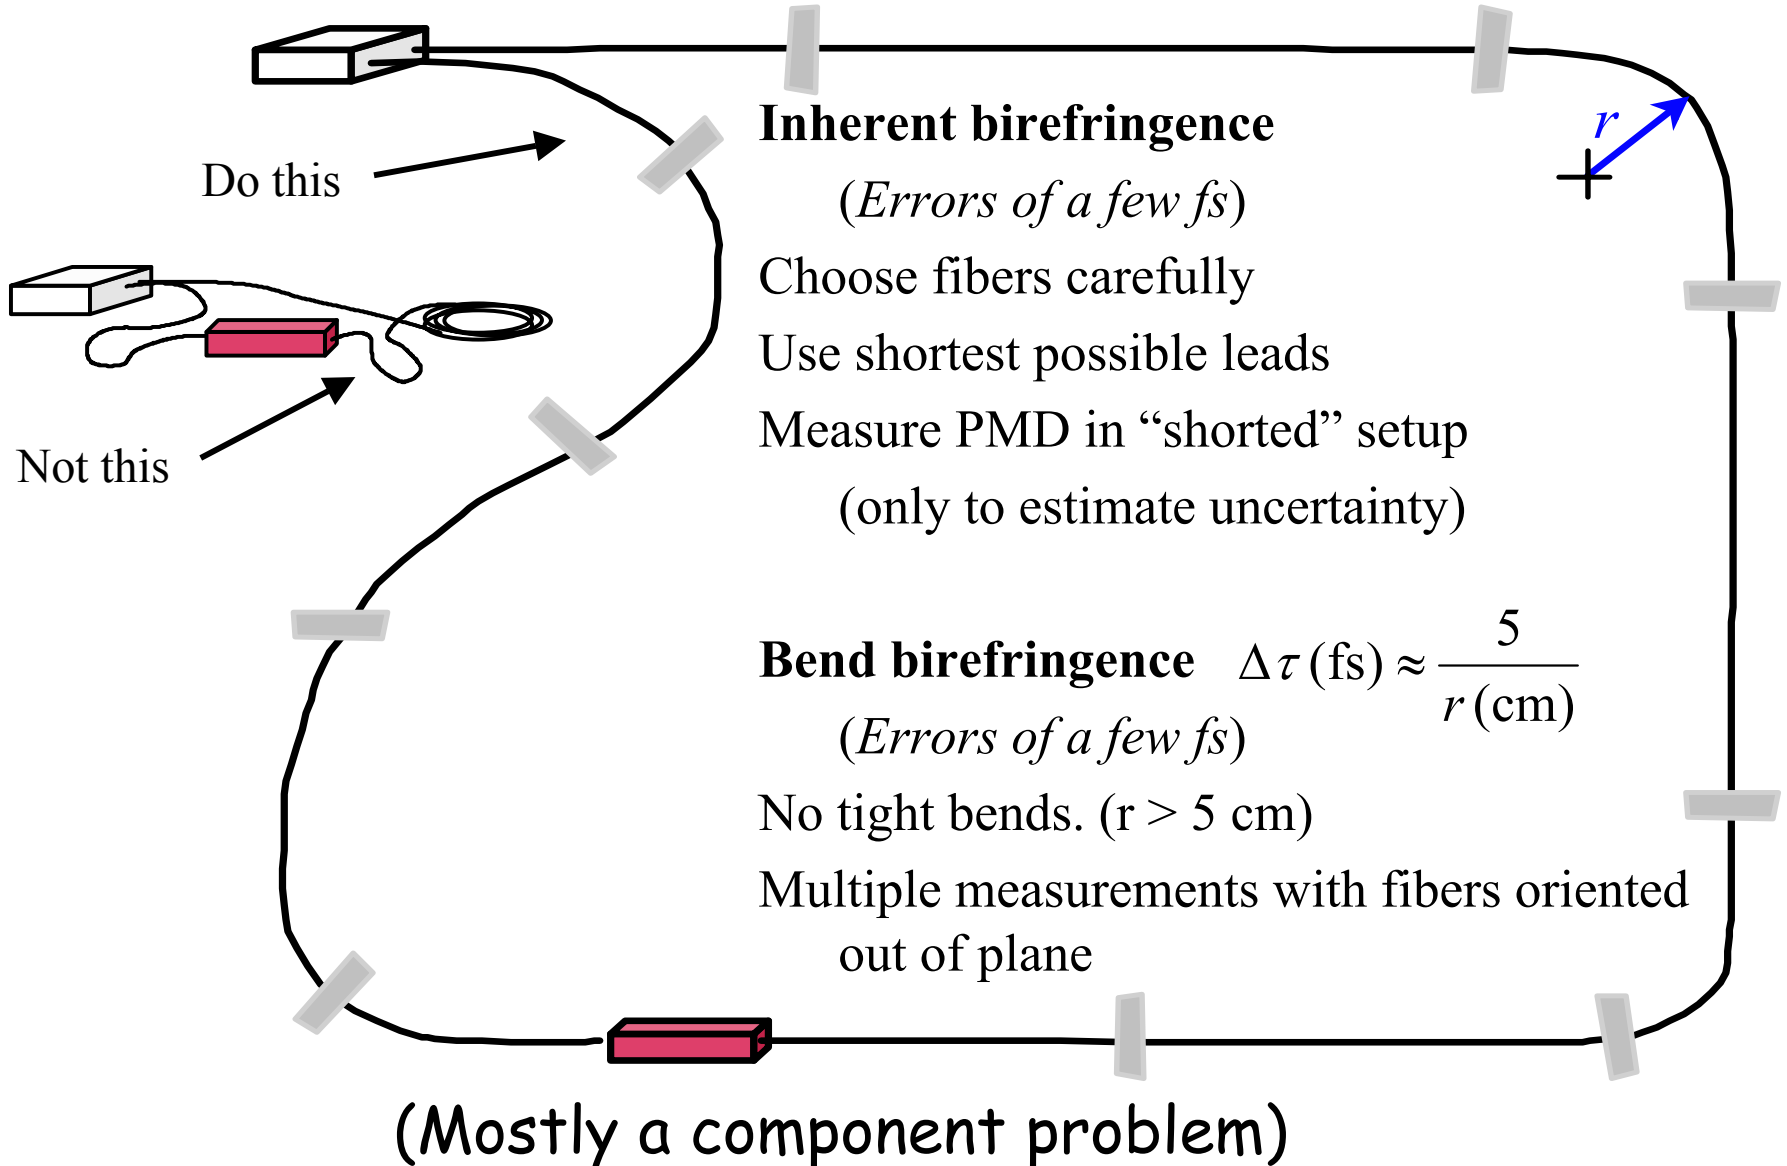 Do this
Not this
r
Inherent birefringence
(Errors of a few fs)
Choose fibers carefully
Use shortest possible leads
Measure PMD in “shorted” setup
(only to estimate uncertainty)
Bend birefringence Δτ (fs) ≈ 5 / r (cm)
(Errors of a few fs)
No tight bends. (r > 5 cm)
Multiple measurements with fibers oriented
out of plane
(Mostly a component problem)